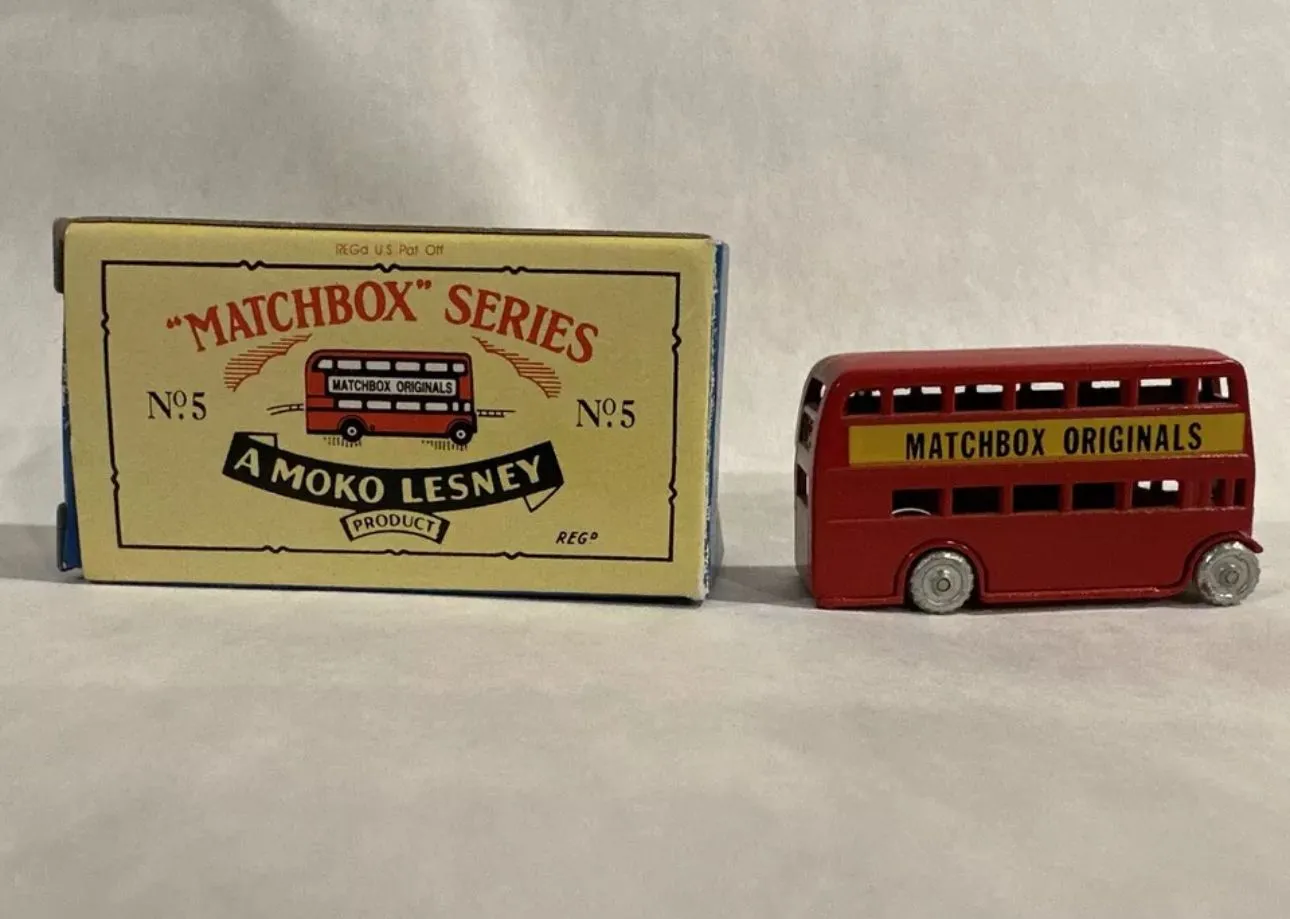 REGd U S Pat Off
"MATCHBOX" SERIES
MATCHBOX ORIGINALS
Nº.5
Nº.5
A MOKO LESNEY
PRODUCT
REGᴰ
MATCHBOX ORIGINALS